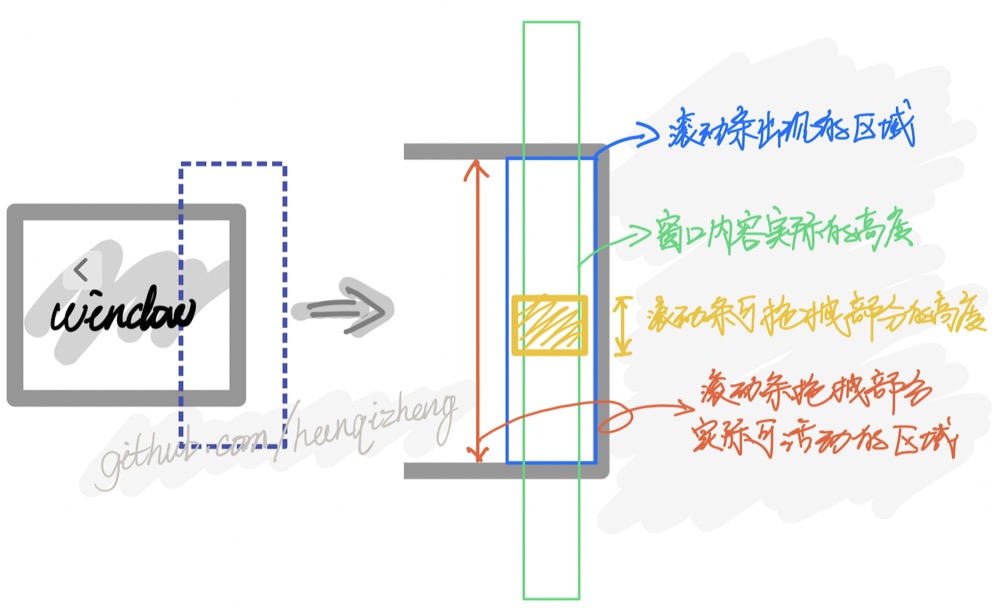 window
github.com/hanqizheng
滚动条出现的区域
窗口内容实际的高度
滚动条可拖拽部分的高度
滚动条拖拽部分
实际可活动的区域